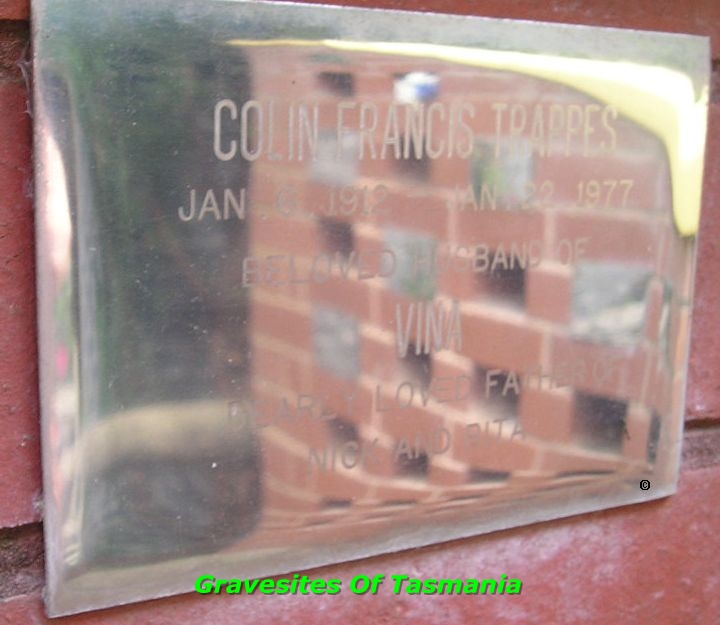 COLIN FRANCIS TRAPPES
JAN. 6. 1912 JAN. 22. 1977
BELOVED HUSBAND OF
VINA
DEARLY LOVED FATHER OF
NICK AND RITA
©
Gravesites Of Tasmania